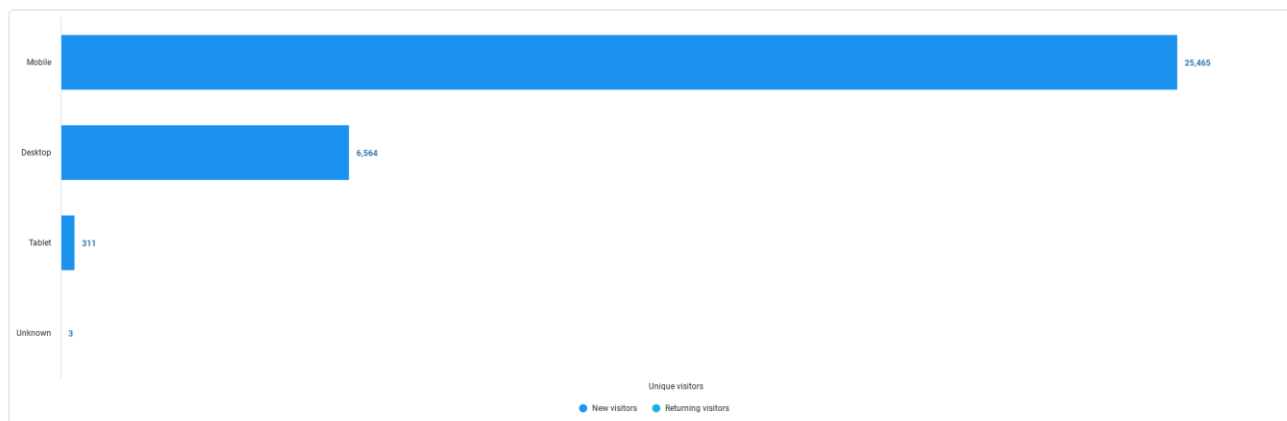 Mobile 25,465
Desktop 6,564
Tablet 311
Unknown 3
Unique visitors
New visitors Returning visitors